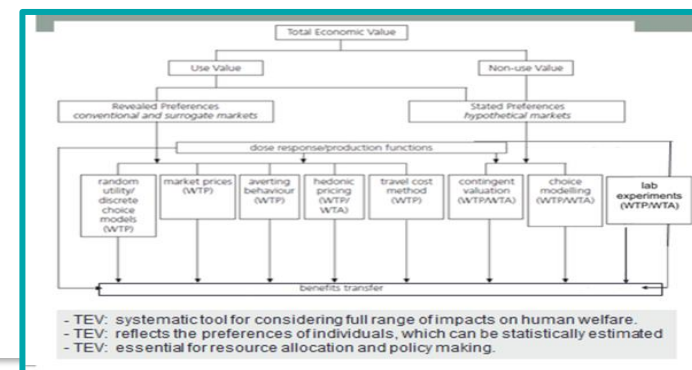 Total Economic Value
Use Value
Non-use Value
Revealed Preferences
conventional and surrogate markets
Stated Preferences
hypothetical markets
dose response/production functions
random
utility/
discrete
choice
models
(WTP)
market prices
(WTP)
averting
behaviour
(WTP)
hedonic
pricing
(WTP/
WTA)
travel cost
method
(WTP)
contingent
valuation
(WTP/WTA)
choice
modelling
(WTP/WTA)
lab
experiments
(WTP/WTA)
benefits transfer
- TEV: systematic tool for considering full range of impacts on human welfare.
- TEV: reflects the preferences of individuals, which can be statistically estimated
- TEV: essential for resource allocation and policy making.